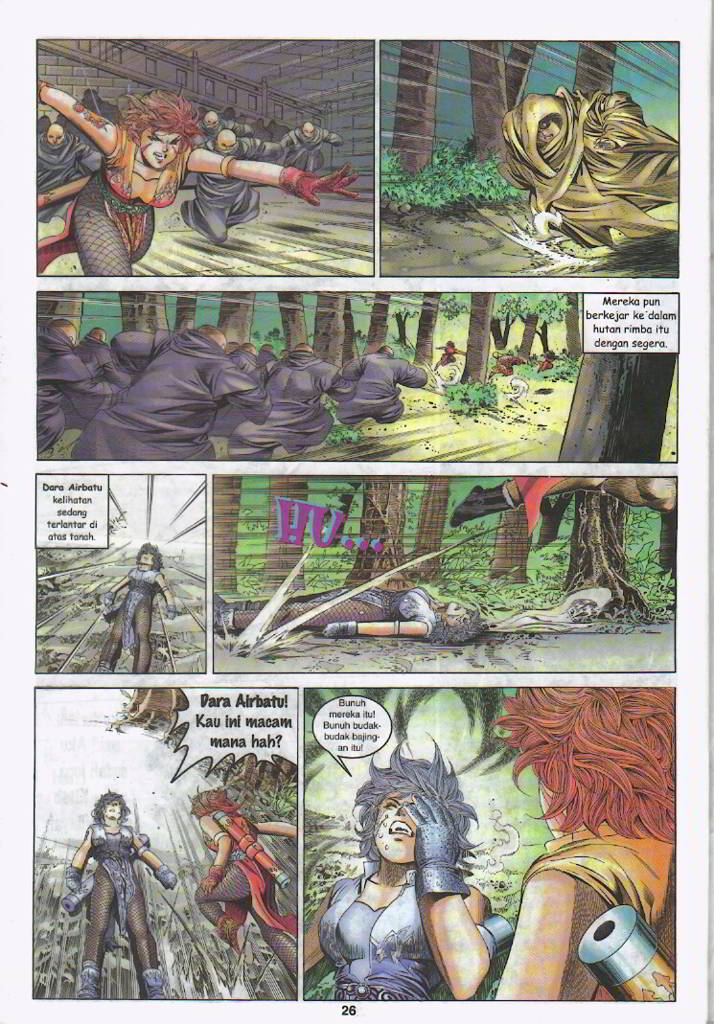 Mereka pun
berkejar ke'dalam
hutan rimba itu
dengan segera.
Dara Airbatu
kelihatan
sedang
terlantar di
atas tanah.
HU...
Dara Airbatu!
Kau ini macam
mana hah?
Bunuh
mereka itu!
Bunuh budak-
budak-bajing-
an itu!
26